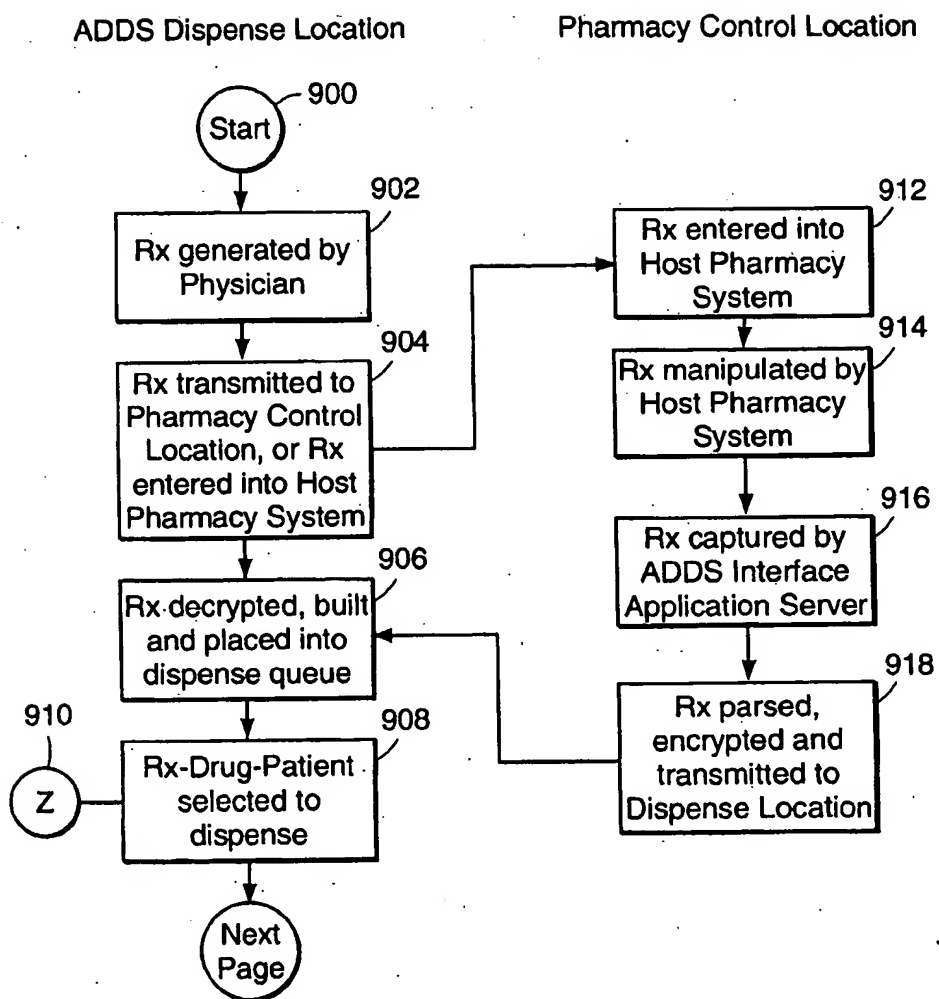 ADDS Dispense Location
Pharmacy Control Location
900
Start
902
Rx generated by
Physician
904
Rx transmitted to
Pharmacy Control
Location, or Rx
entered into Host
Pharmacy System
906
Rx decrypted, built
and placed into
dispense queue
910
Z
908
Rx-Drug-Patient
selected to
dispense
Next
Page
912
Rx entered into
Host Pharmacy
System
914
Rx manipulated by
Host Pharmacy
System
916
Rx captured by
ADDS Interface
Application Server
918
Rx parsed,
encrypted and
transmitted to
Dispense Location